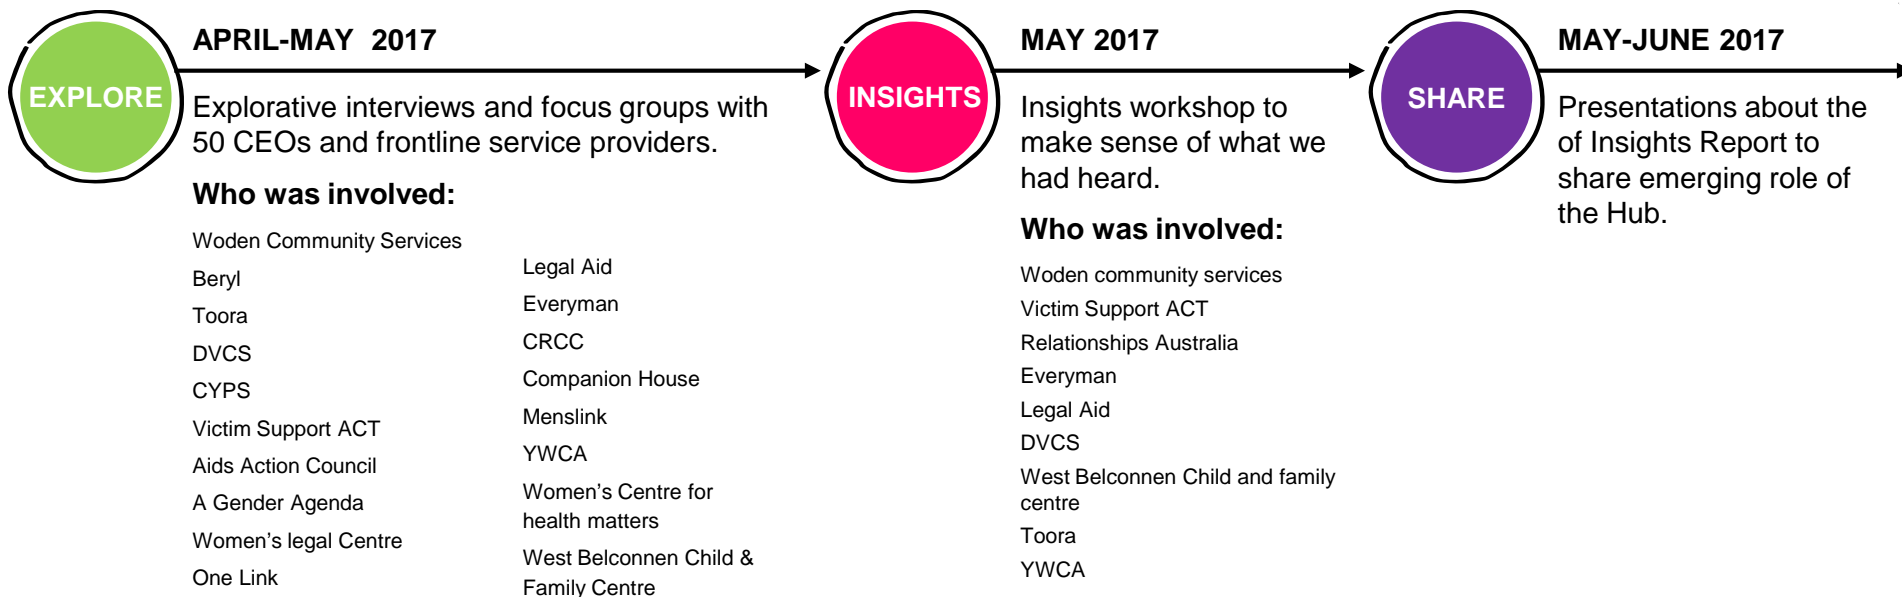 EXPLORE
APRIL-MAY 2017
Explorative interviews and focus groups with
50 CEOs and frontline service providers.
Who was involved:
Woden Community Services
Beryl
Toora
DVCS
CYPS
Victim Support ACT
Aids Action Council
A Gender Agenda
Women's legal Centre
One Link
Legal Aid
Everyman
CRCC
Companion House
Menslink
YWCA
Women's Centre for
health matters
West Belconnen Child &
Family Centre
INSIGHTS
MAY 2017
Insights workshop to
make sense of what we
had heard.
Who was involved:
Woden community services
Victim Support ACT
Relationships Australia
Everyman
Legal Aid
DVCS
West Belconnen Child and family
centre
Toora
YWCA
SHARE
MAY-JUNE 2017
Presentations about the
of Insights Report to
share emerging role of
the Hub.